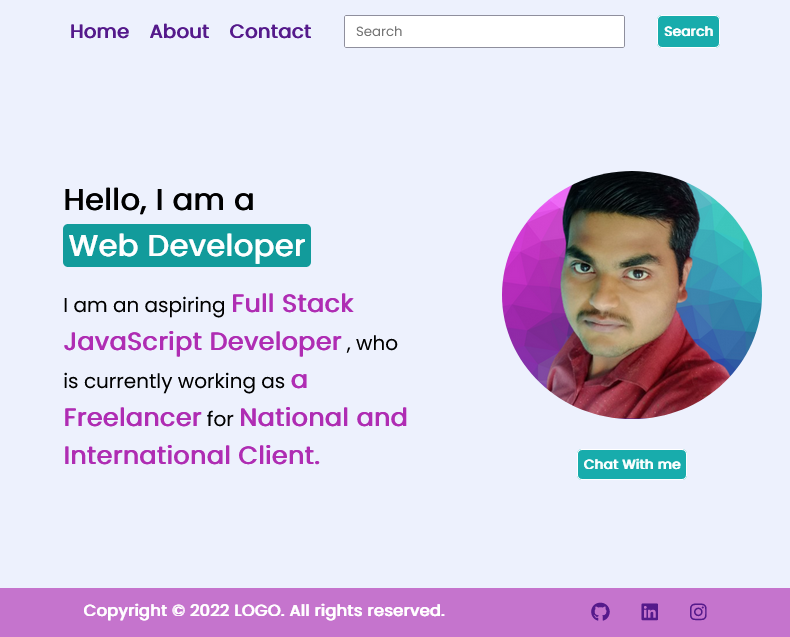 Home About Contact Search Search
Hello, I am a
Web Developer
I am an aspiring Full Stack
JavaScript Developer , who
is currently working as a
Freelancer for National and
International Client.
Chat With me
Copyright © 2022 LOGO. All rights reserved.